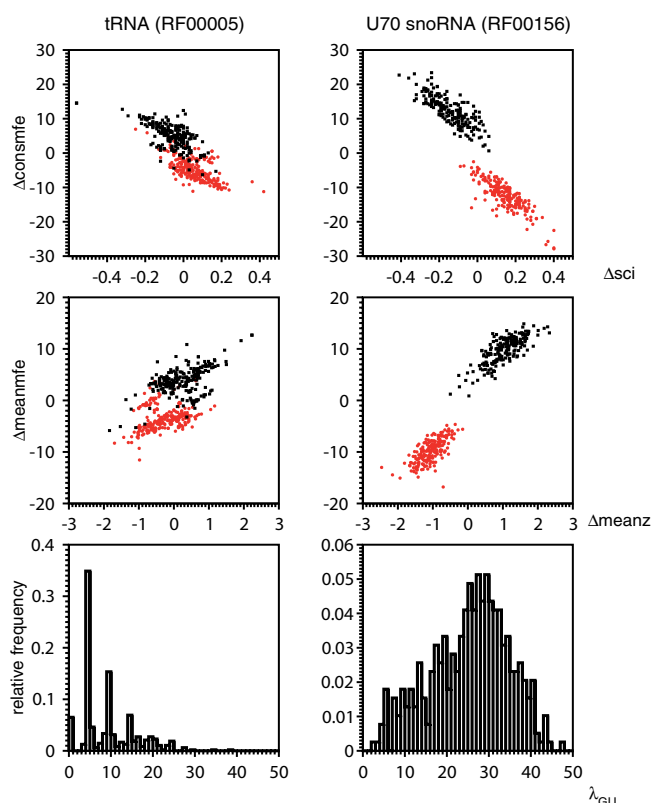 tRNA (RF00005)
U70 snoRNA (RF00156)
Δconsmfe
30
20
10
0
-10
-20
-30
-0.4 -0.2 0 0.2 0.4
30
20
10
0
-10
-20
-30
-0.4 -0.2 0 0.2 0.4
Δsci
Δmeanmfe
20
10
0
-10
-20
-3 -2 -1 0 1 2 3
20
10
0
-10
-20
-3 -2 -1 0 1 2 3
Δmeanz
relative frequency
0.4
0.3
0.2
0.1
0
0 10 20 30 40 50
0.06
0.05
0.04
0.03
0.02
0.01
0
0 10 20 30 40 50
λGU